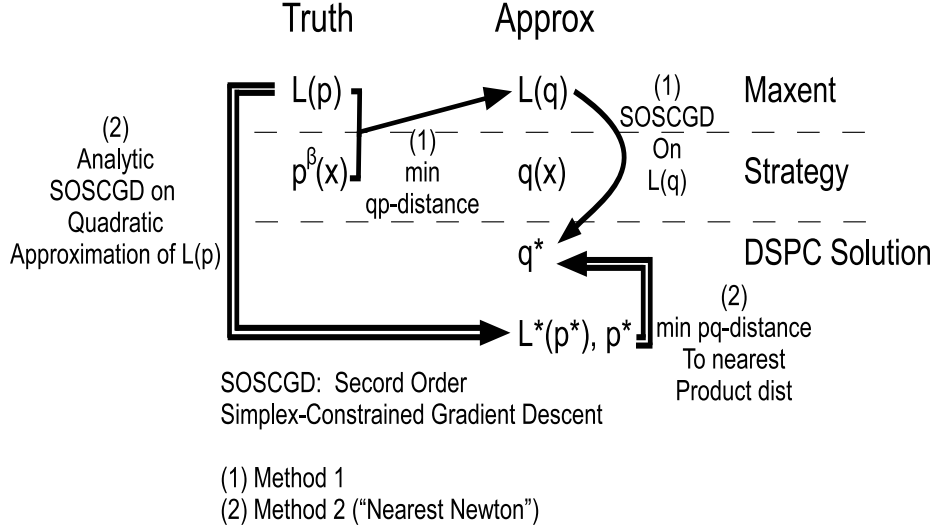 Truth
Approx
L(p)
L(q)
(1)
SOSCGD
On
L(q)
Maxent
(2)
Analytic
SOSCGD on
Quadratic
Approximation of L(p)
pβ(x)
(1)
min
qp-distance
q(x)
Strategy
q*
DSPC Solution
L*(p*), p*
(2)
min pq-distance
To nearest
Product dist
SOSCGD: Secord Order
Simplex-Constrained Gradient Descent
(1) Method 1
(2) Method 2 (“Nearest Newton”)